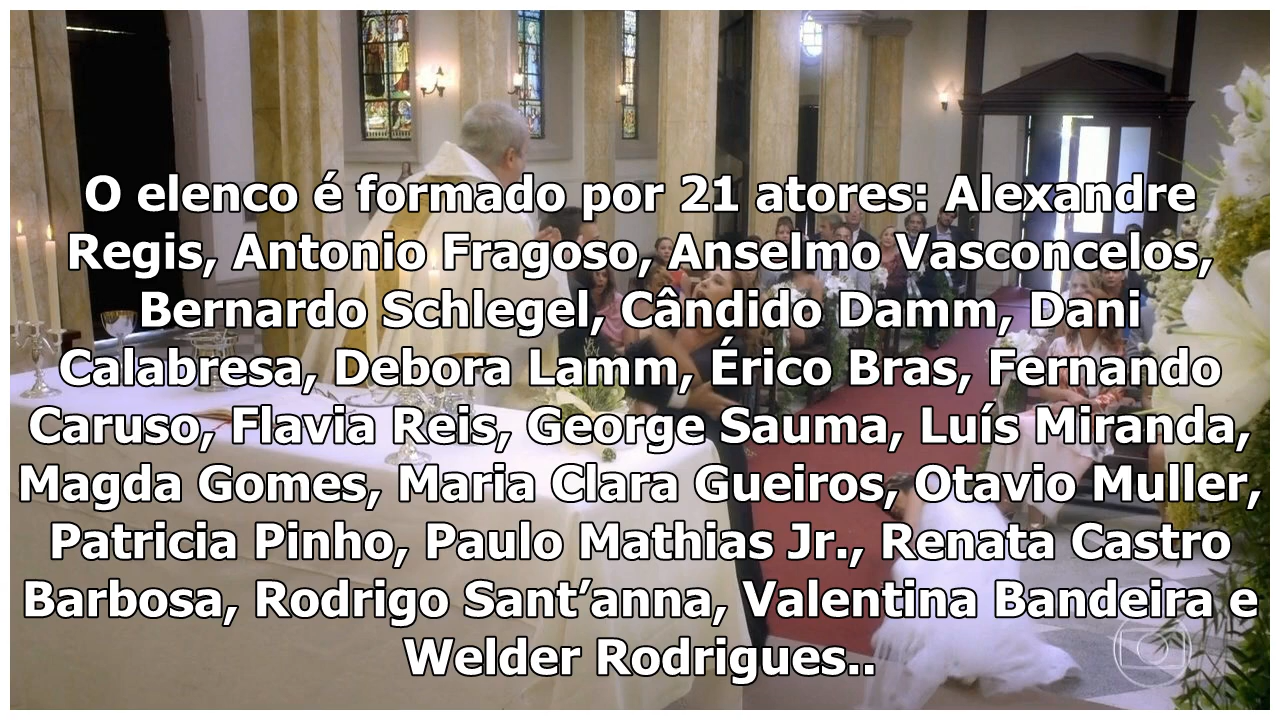 O elenco é formado por 21 atores: Alexandre
Regis, Antonio Fragoso, Anselmo Vasconcelos,
Bernardo Schlegel, Cândido Damm, Dani
Calabresa, Debora Lamm, Érico Bras, Fernando
Caruso, Flavia Reis, George Sauma, Luís Miranda,
Magda Gomes, Maria Clara Gueiros, Otavio Muller,
Patricia Pinho, Paulo Mathias Jr., Renata Castro
Barbosa, Rodrigo Sant’anna, Valentina Bandeira e
Welder Rodrigues..